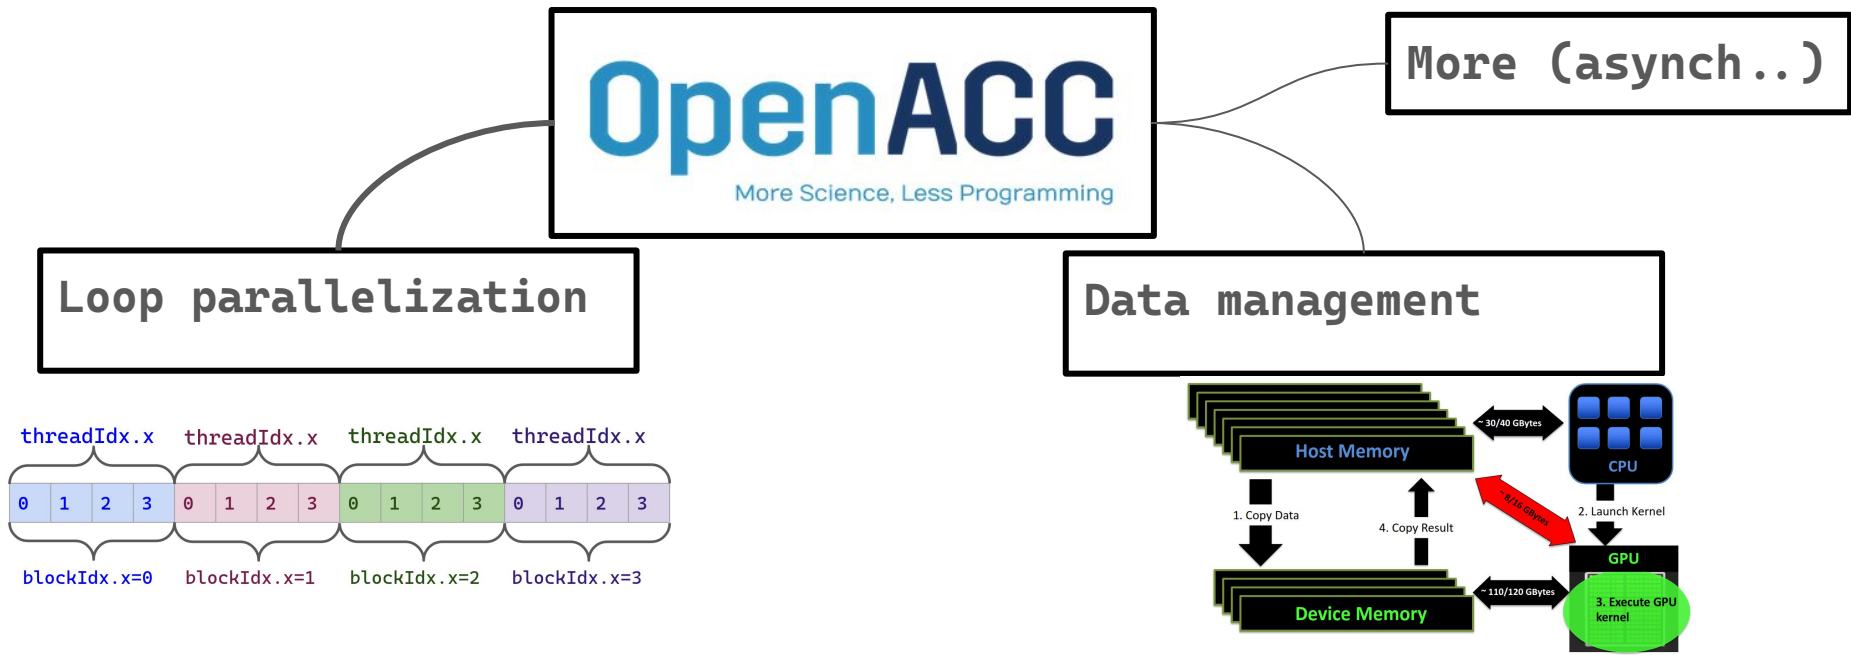 OpenACC
More Science, Less Programming
More (asynch..)
Loop parallelization
Data management
threadIdx.x threadIdx.x threadIdx.x threadIdx.x
0 1 2 3 0 1 2 3 0 1 2 3 0 1 2 3
blockIdx.x=0 blockIdx.x=1 blockIdx.x=2 blockIdx.x=3
Host Memory
~ 30/40 GBytes
CPU
1. Copy Data
4. Copy Result
~ 8/16 GBytes
2. Launch Kernel
GPU
Device Memory
~ 110/120 GBytes
3. Execute GPU
kernel